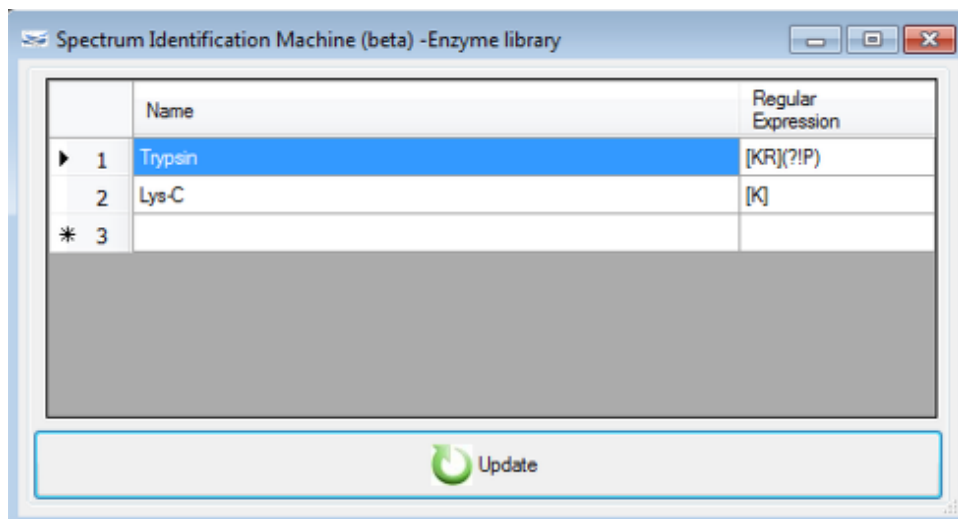 Spectrum Identification Machine (beta) -Enzyme library
Name
Regular
Expression
1 Trypsin [KR](?!P)
2 Lys-C [K]
* 3
Update